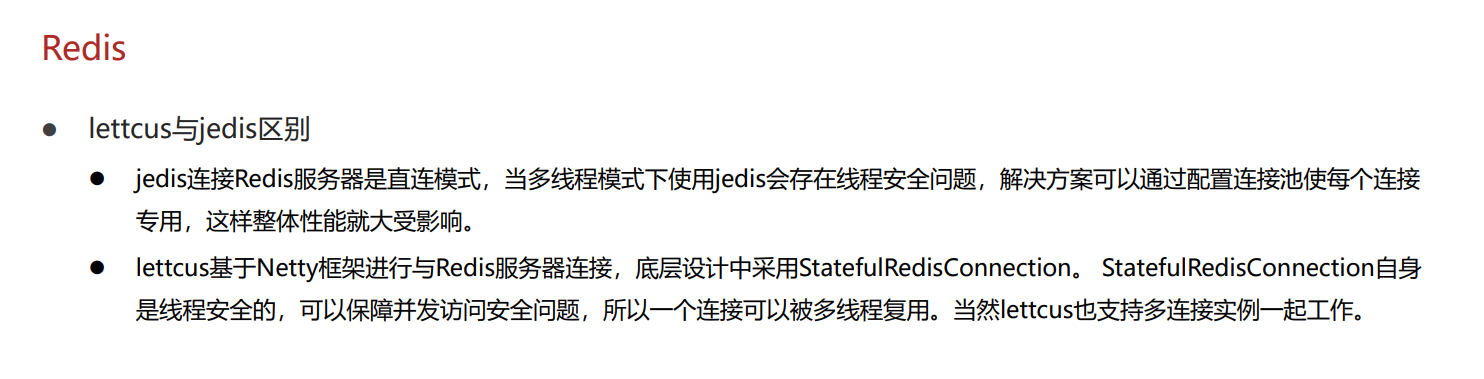 Redis
● lettcus与jedis区别
● jedis连接Redis服务器是直连模式，当多线程模式下使用jedis会存在线程安全问题，解决方案可以通过配置连接池使每个连接
专用，这样整体性能就大受影响。
● lettcus基于Netty框架进行与Redis服务器连接，底层设计中采用StatefulRedisConnection。 StatefulRedisConnection自身
是线程安全的，可以保障并发访问安全问题，所以一个连接可以被多线程复用。当然lettcus也支持多连接实例一起工作。